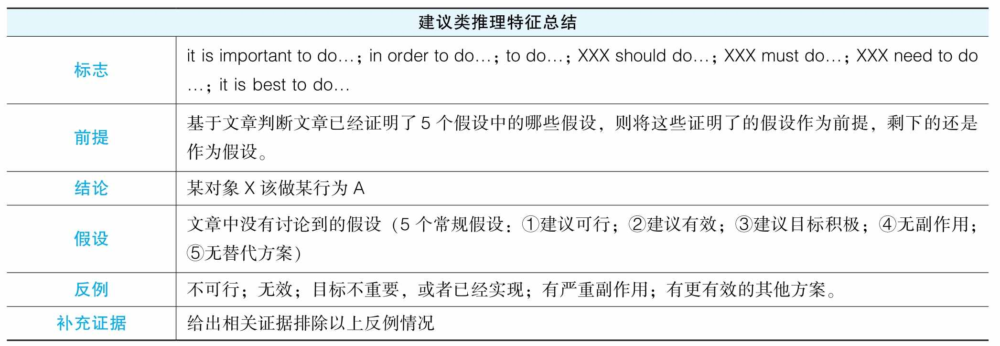 建议类推理特征总结
标志
it is important to do…；in order to do…；to do…；XXX should do…；XXX must do…；XXX need to do
…；it is best to do…
前提
基于文章判断文章已经证明了 5 个假设中的哪些假设，则将这些证明了的假设作为前提，剩下的还是
作为假设。
结论
某对象 X 该做某行为 A
假设
文章中没有讨论到的假设（5 个常规假设：①建议可行；②建议有效；③建议目标积极；④无副作用；
⑤无替代方案）
反例
不可行；无效；目标不重要，或者已经实现；有严重副作用；有更有效的其他方案。
补充证据
给出相关证据排除以上反例情况